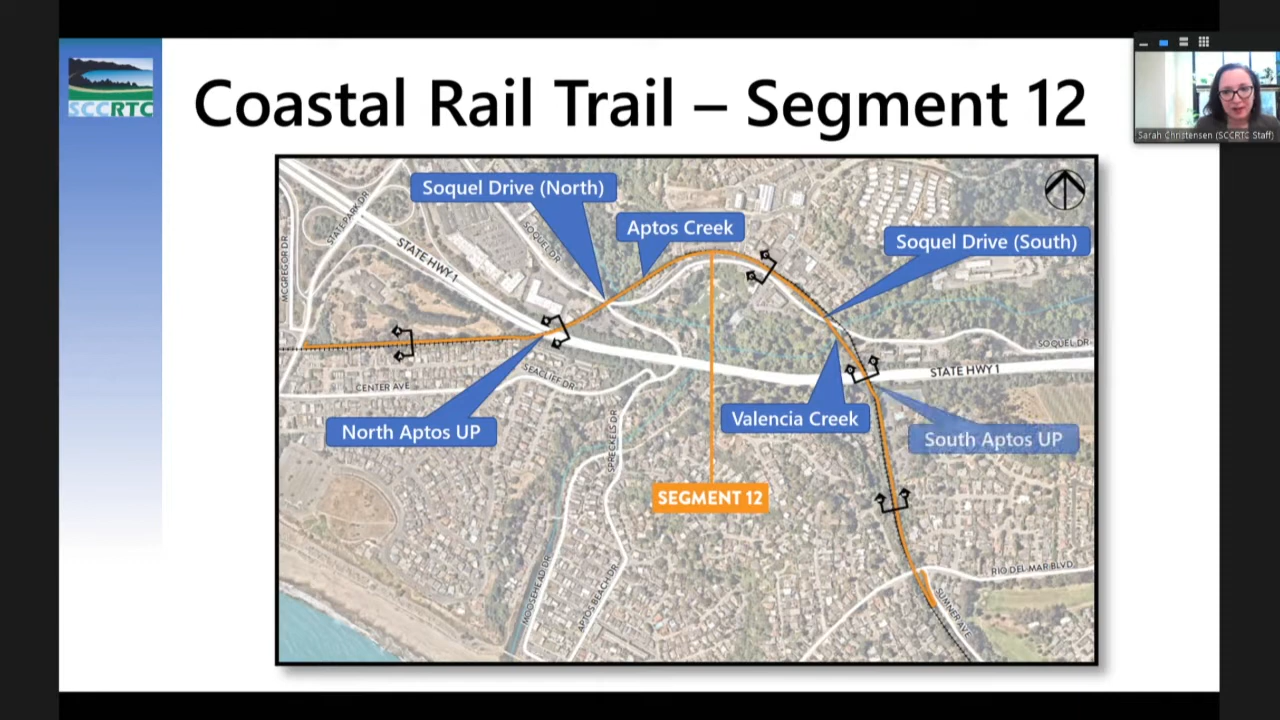 SCCRTC
Coastal Rail Trail – Segment 12
Sarah Christensen (SCCRTC Staff)
Soquel Drive (North)
Aptos Creek
Soquel Drive (South)
STATE PARK DR
STATE HWY 1
SOQUEL DR
MCGREGOR DR
SOQUEL DR
STATE HWY 1
CENTER AVE
SEACLIFF DR
North Aptos UP
Valencia Creek
South Aptos UP
SPRECKELS DR
SEGMENT 12
MOOSEHEAD DR
APTOS BEACH DR
RIO DEL MAR BLVD
SUMNER AVE